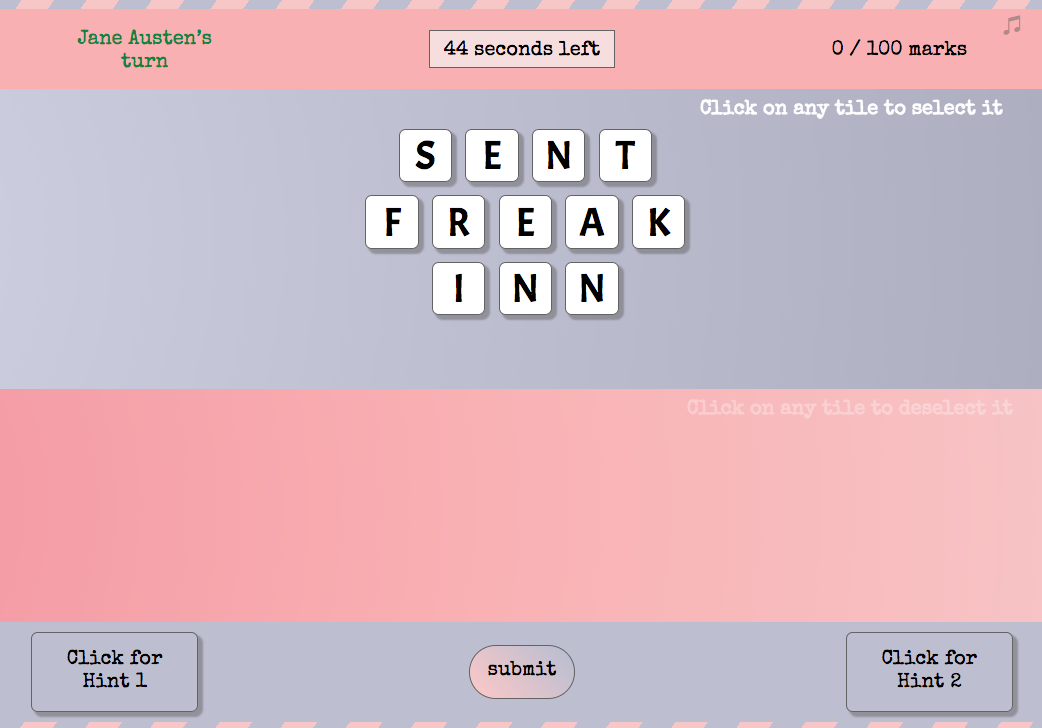 Jane Austen's
turn
44 seconds left
0 / 100 marks
Click on any tile to select it
S E N T
F R E A K
I N N
Click on any tile to deselect it
Click for
Hint 1
submit
Click for
Hint 2